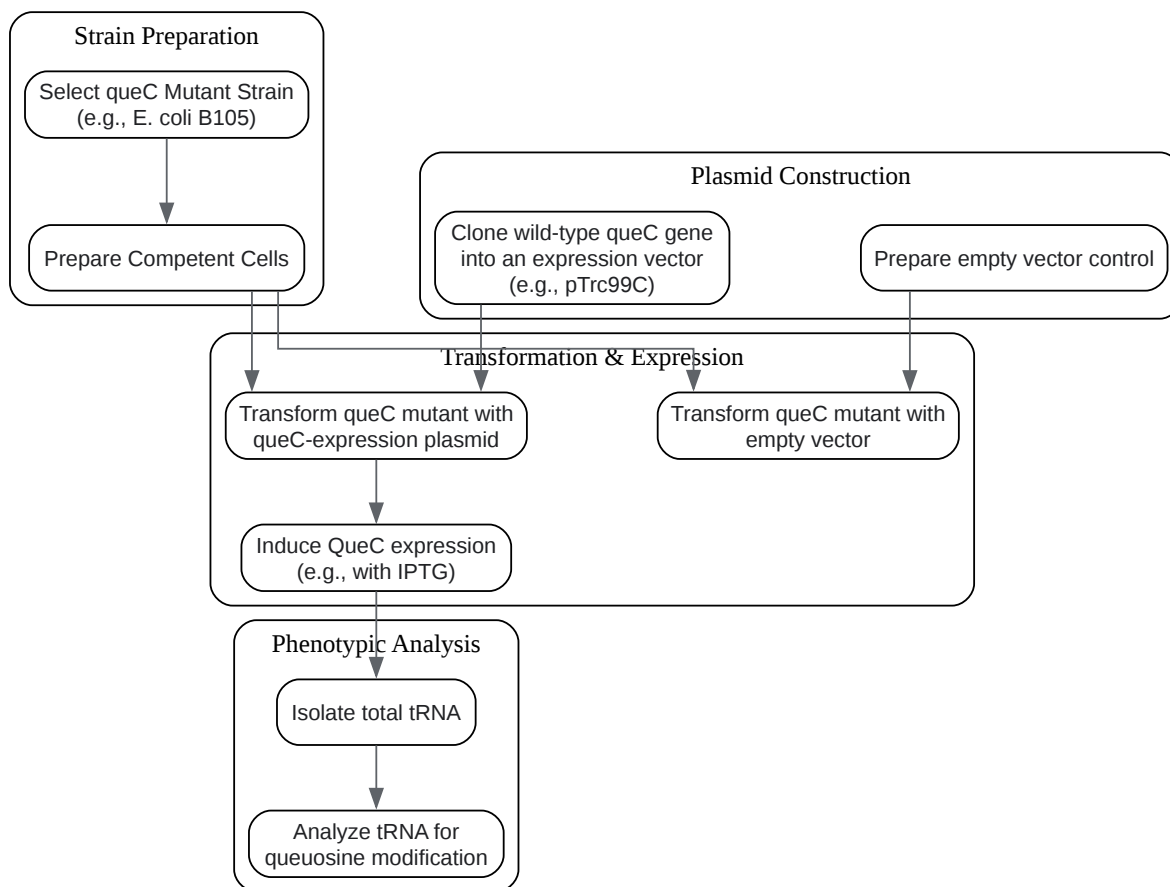 Strain Preparation
Select queC Mutant Strain
(e.g., E. coli B105)
Prepare Competent Cells
Plasmid Construction
Clone wild-type queC gene
into an expression vector
(e.g., pTrc99C)
Prepare empty vector control
Transformation & Expression
Transform queC mutant with
queC-expression plasmid
Transform queC mutant with
empty vector
Induce QueC expression
(e.g., with IPTG)
Phenotypic Analysis
Isolate total tRNA
Analyze tRNA for
queuosine modification